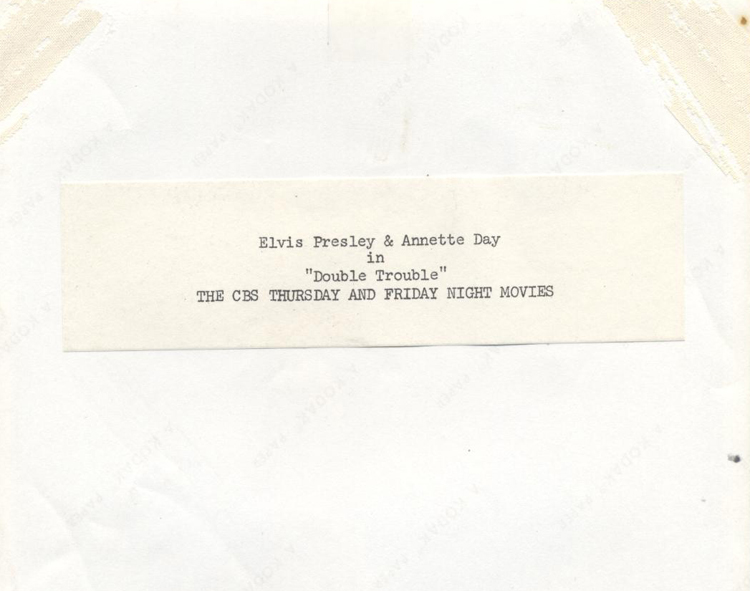 Elvis Presley & Annette Day
in
"Double Trouble"
THE CBS THURSDAY AND FRIDAY NIGHT MOVIES